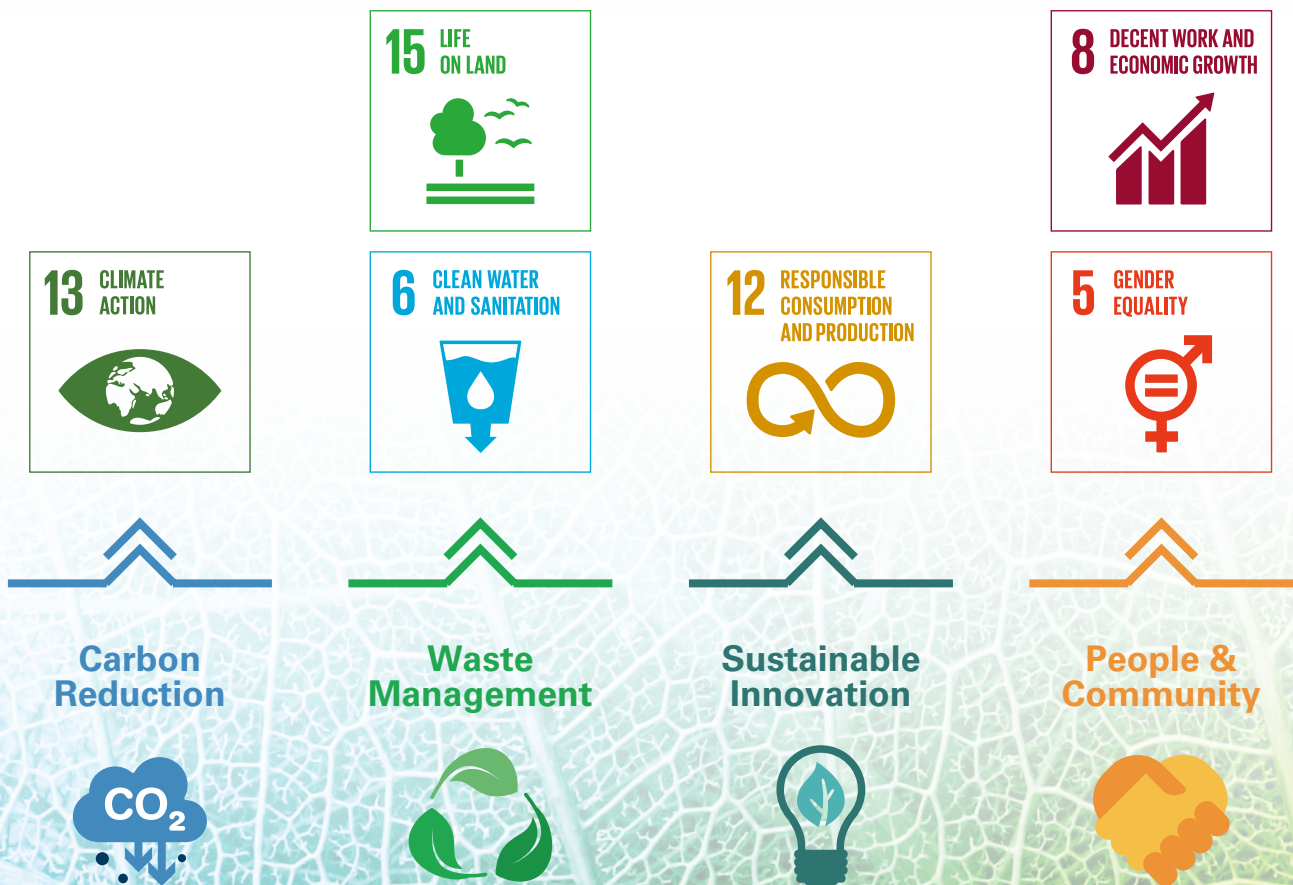 15 LIFE
ON LAND
8 DECENT WORK AND
ECONOMIC GROWTH
13 CLIMATE
ACTION
6 CLEAN WATER
AND SANITATION
12 RESPONSIBLE
CONSUMPTION
AND PRODUCTION
5 GENDER
EQUALITY
Carbon
Reduction
Waste
Management
Sustainable
Innovation
People &
Community
CO₂